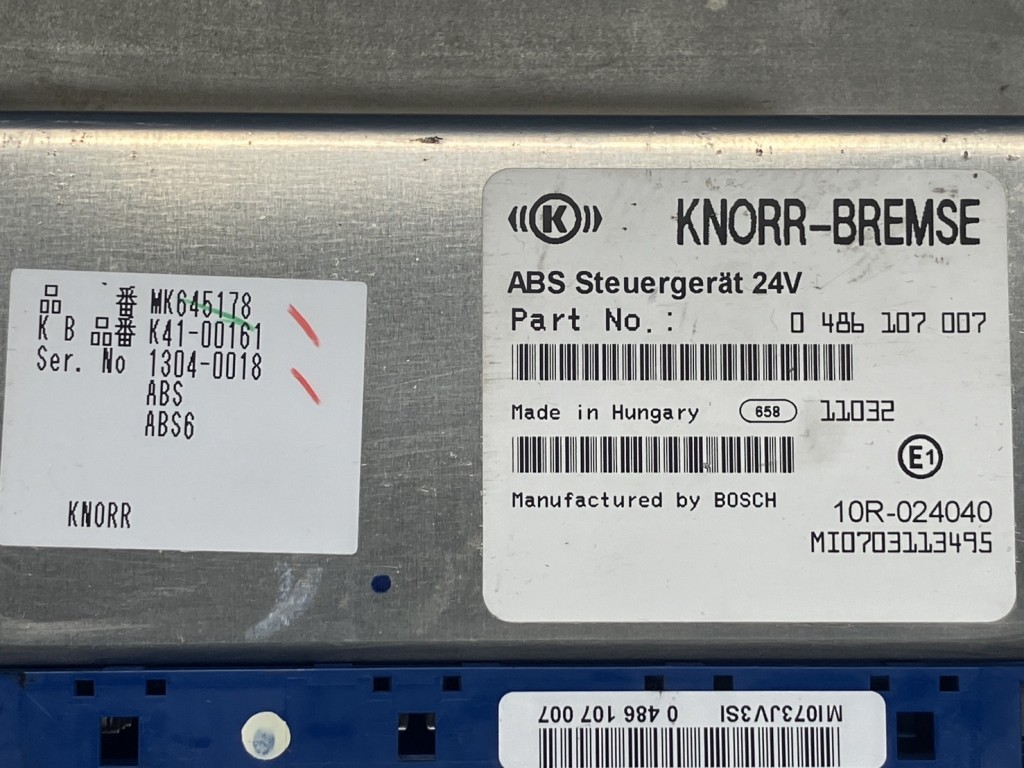 品 番 MK645178
K B 品番 K41-00161
Ser. No 1304-0018
ABS
ABS6
KNORR
K KNORR-BREMSE
ABS Steuergerät 24V
Part No.: 0 486 107 007
Made in Hungary 658 11032
E1
Manufactured by BOSCH
10R-024040
MI0703113495
MI073JV3SI 0 486 107 007